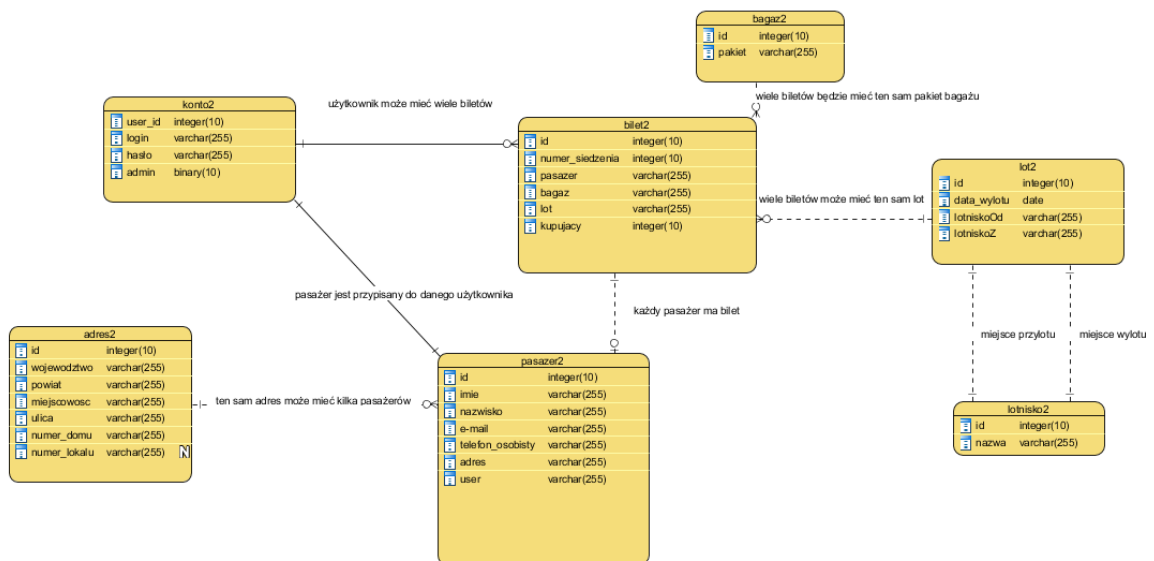 bagaz2
id integer(10)
pakiet varchar(255)
wiele biletów będzie mieć ten sam pakiet bagażu
konto2
user_id integer(10)
login varchar(255)
hasło varchar(255)
admin binary(10)
użytkownik może mieć wiele biletów
bilet2
id integer(10)
numer_siedzenia integer(10)
pasazer varchar(255)
bagaz varchar(255)
lot varchar(255)
kupujacy integer(10)
wiele biletów może mieć ten sam lot
lot2
id integer(10)
data_wylotu date
lotniskoOd varchar(255)
lotniskoZ varchar(255)
pasażer jest przypisany do danego użytkownika
każdy pasażer ma bilet
miejsce przylotu
miejsce wylotu
adres2
id integer(10)
wojewodztwo varchar(255)
powiat varchar(255)
miejscowosc varchar(255)
ulica varchar(255)
numer_domu varchar(255)
numer_lokalu varchar(255) N
ten sam adres może mieć kilka pasażerów
pasazer2
id integer(10)
imie varchar(255)
nazwisko varchar(255)
e-mail varchar(255)
telefon_osobisty varchar(255)
adres varchar(255)
user varchar(255)
lotnisko2
id integer(10)
nazwa varchar(255)